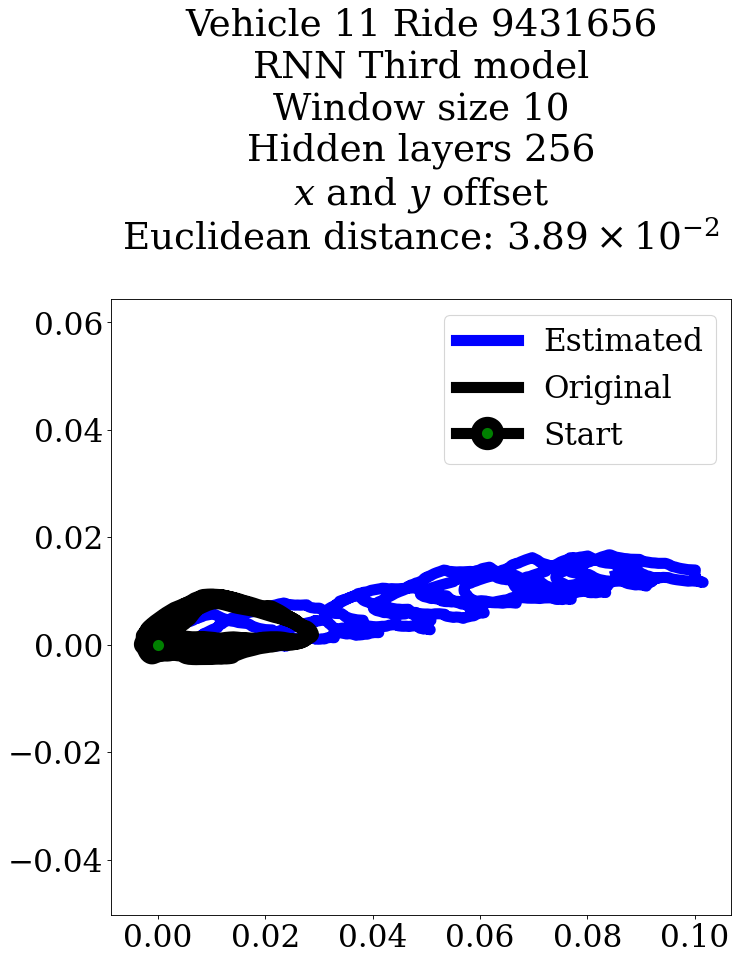 Vehicle 11 Ride 9431656
RNN Third model
Window size 10
Hidden layers 256
x and y offset
Euclidean distance: 3.89 × 10⁻²
Estimated
Original
Start
0.06
0.04
0.02
0.00
−0.02
−0.04
0.00 0.02 0.04 0.06 0.08 0.10